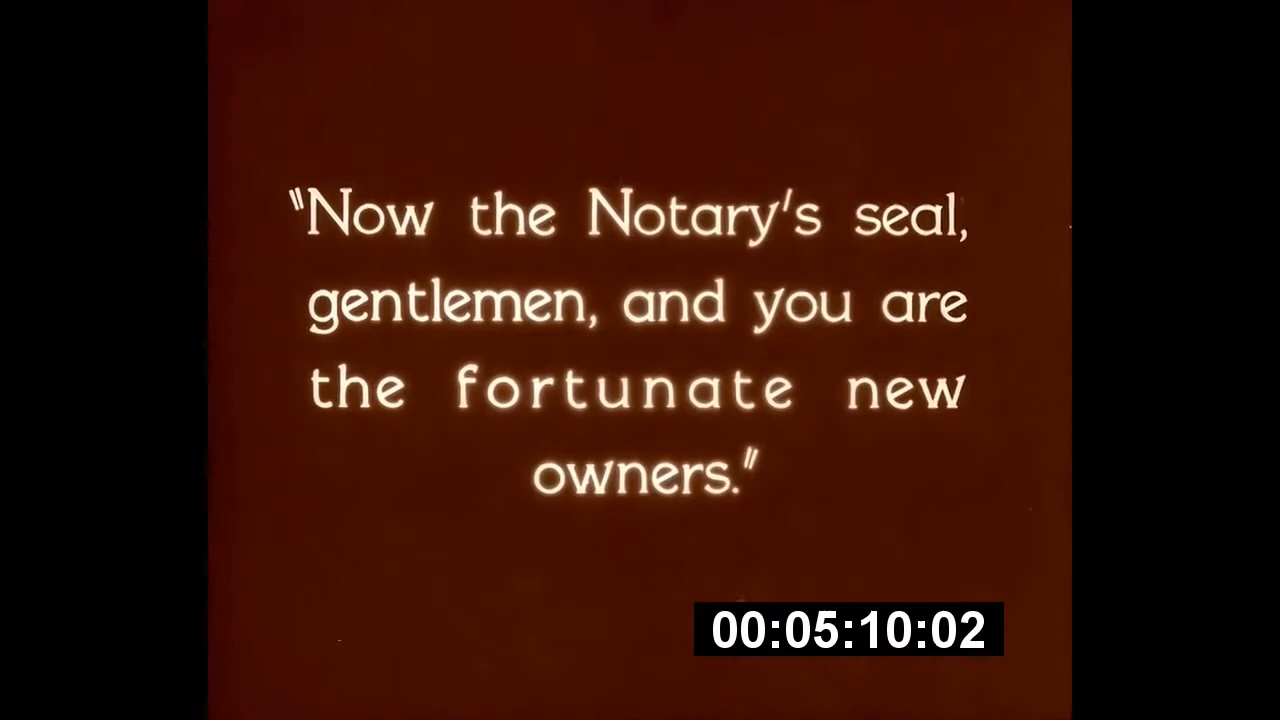 "Now the Notary's seal,
gentlemen, and you are
the fortunate new
owners."
00:05:10:02